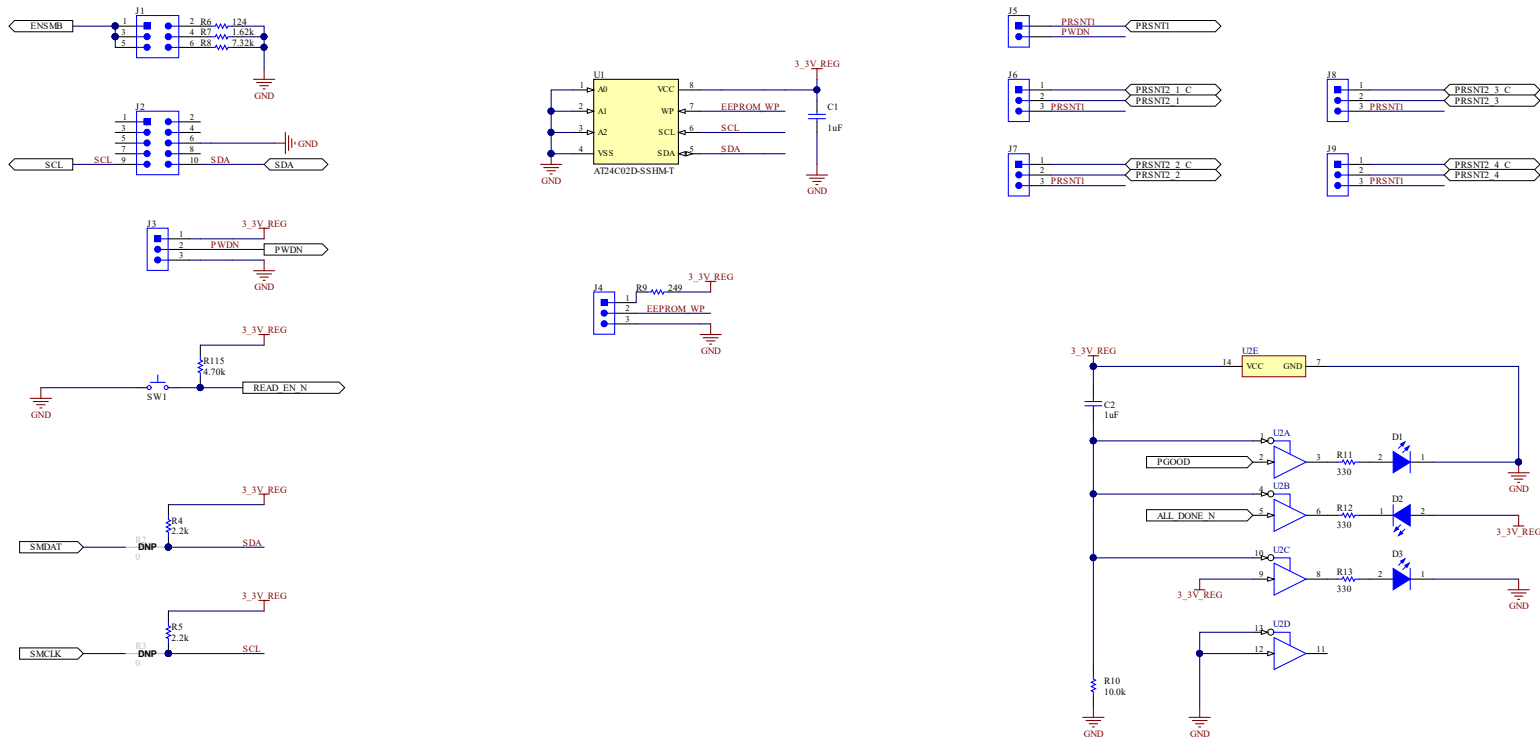 J1
ENSMB
1 2 R6 124
3 4 R7 1.62k
5 6 R8 7.32k
GND
J2
1 2
3 4
5 6 GND
7 8
SCL SCL 9 10 SDA SDA
J3
3_3V_REG
1
2 PWDN PWDN
3
GND
3_3V_REG
R115
4.70k
READ_EN_N
SW1
GND
3_3V_REG
R4
2.2k
SMDAT R2 DNP SDA
0
3_3V_REG
R5
2.2k
SMCLK R3 DNP SCL
0
3_3V_REG
U1
1 A0 VCC 8
2 A1 WP 7 EEPROM_WP
3 A2 SCL 6 SCL
4 VSS SDA 5 SDA
AT24C02D-SSHM-T
C1
1uF
GND
GND
3_3V_REG
J4 R9 249
1
2 EEPROM_WP
3
GND
J5
1 PRSNT1 PRSNT1
2 PWDN
J6
1 PRSNT2_1_C
2 PRSNT2_1
3 PRSNT1
J8
1 PRSNT2_3_C
2 PRSNT2_3
3 PRSNT1
J7
1 PRSNT2_2_C
2 PRSNT2_2
3 PRSNT1
J9
1 PRSNT2_4_C
2 PRSNT2_4
3 PRSNT1
3_3V_REG
U2E
14 VCC GND 7
C2
1uF
U2A
1
PGOOD 2 3 R11 330 2 D1 1
GND
U2B
4
ALL_DONE_N 5 6 R12 330 1 D2 2
3_3V_REG
U2C
10
9 8 R13 330 2 D3 1
3_3V_REG
GND
U2D
13
12 11
R10
10.0k
GND
GND